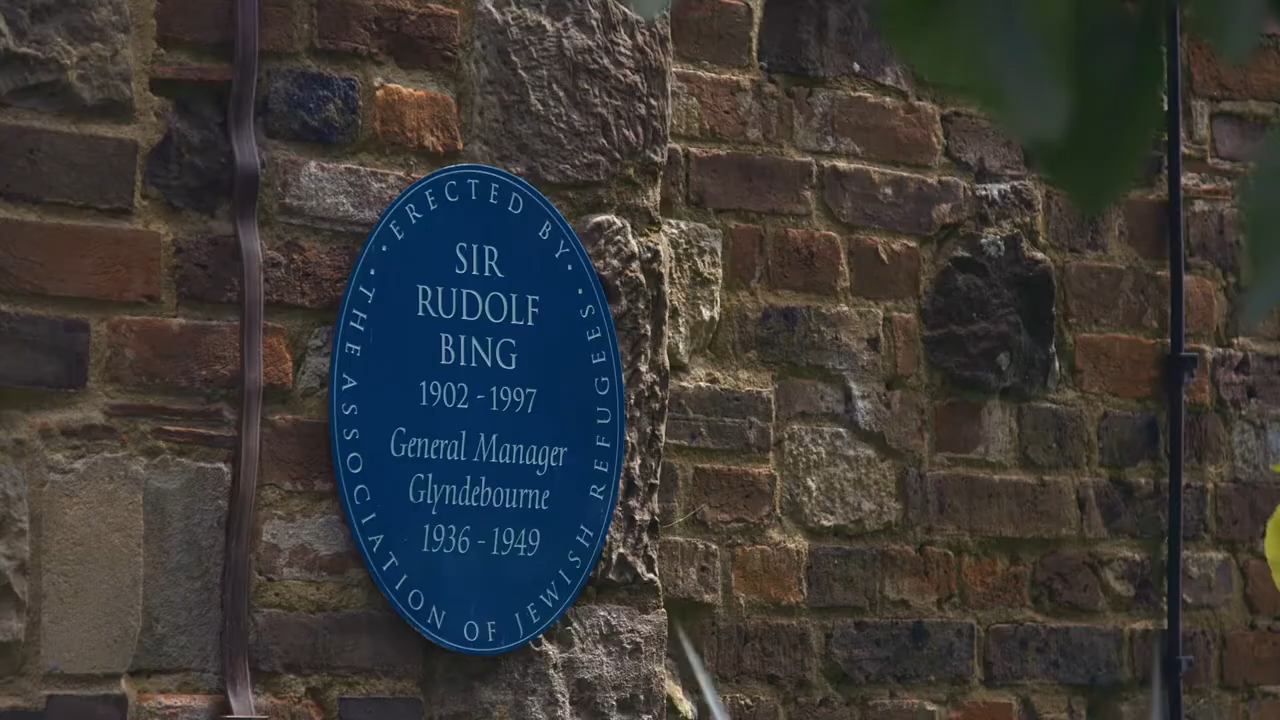 · ERECTED BY ·
SIR
RUDOLF
BING
1902 - 1997
General Manager
Glyndebourne
1936 - 1949
· THE ASSOCIATION OF JEWISH REFUGEES ·